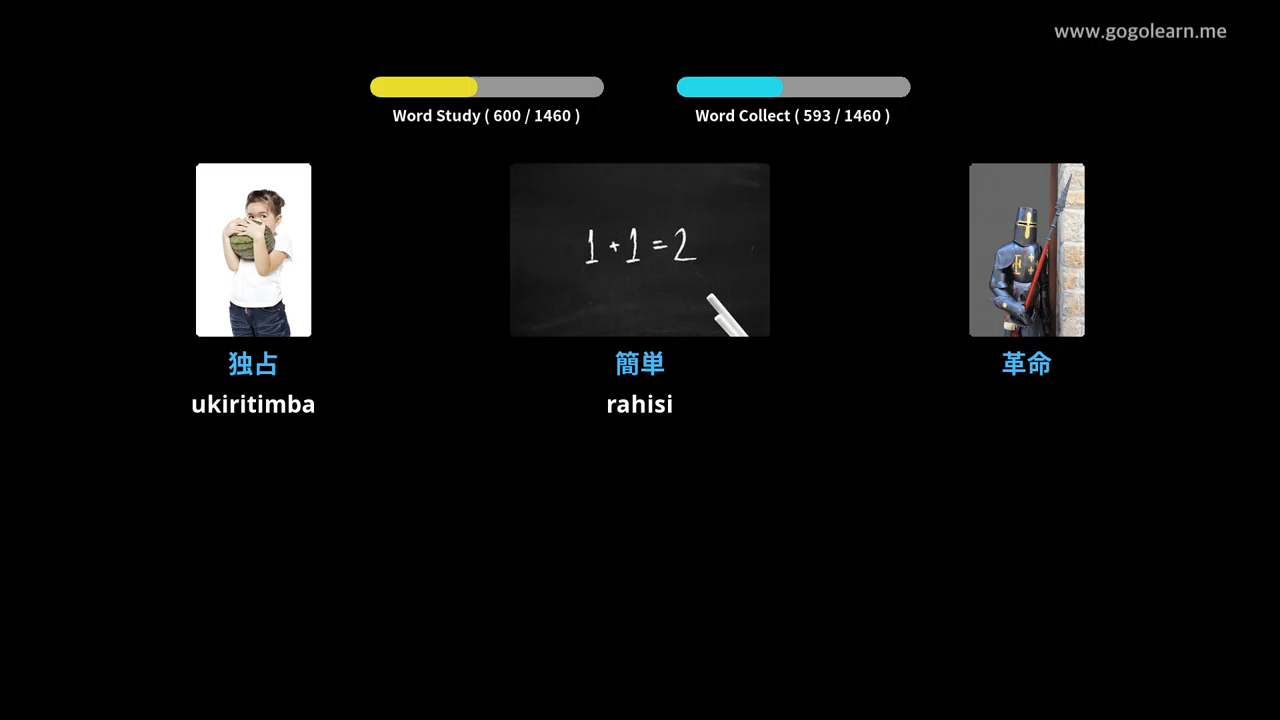 www.gogolearn.me
Word Study ( 600 / 1460 )
Word Collect ( 593 / 1460 )
1 + 1 = 2
独占
簡単
革命
ukiritimba
rahisi